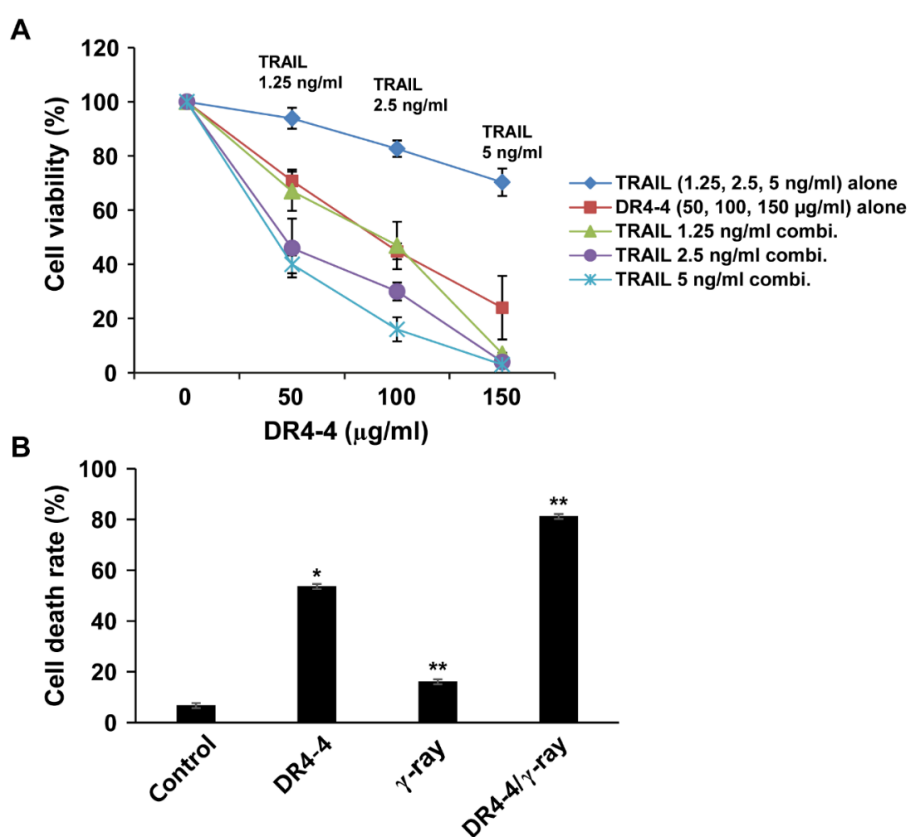 A
Cell viability (%)
120
100
80
60
40
20
0
TRAIL
1.25 ng/ml
TRAIL
2.5 ng/ml
TRAIL
5 ng/ml
0 50 100 150
DR4-4 (μg/ml)
TRAIL (1.25, 2.5, 5 ng/ml) alone
DR4-4 (50, 100, 150 μg/ml) alone
TRAIL 1.25 ng/ml combi.
TRAIL 2.5 ng/ml combi.
TRAIL 5 ng/ml combi.
B
Cell death rate (%)
100
80
60
40
20
0
*
**
**
Control
DR4-4
γ-ray
DR4-4/γ-ray